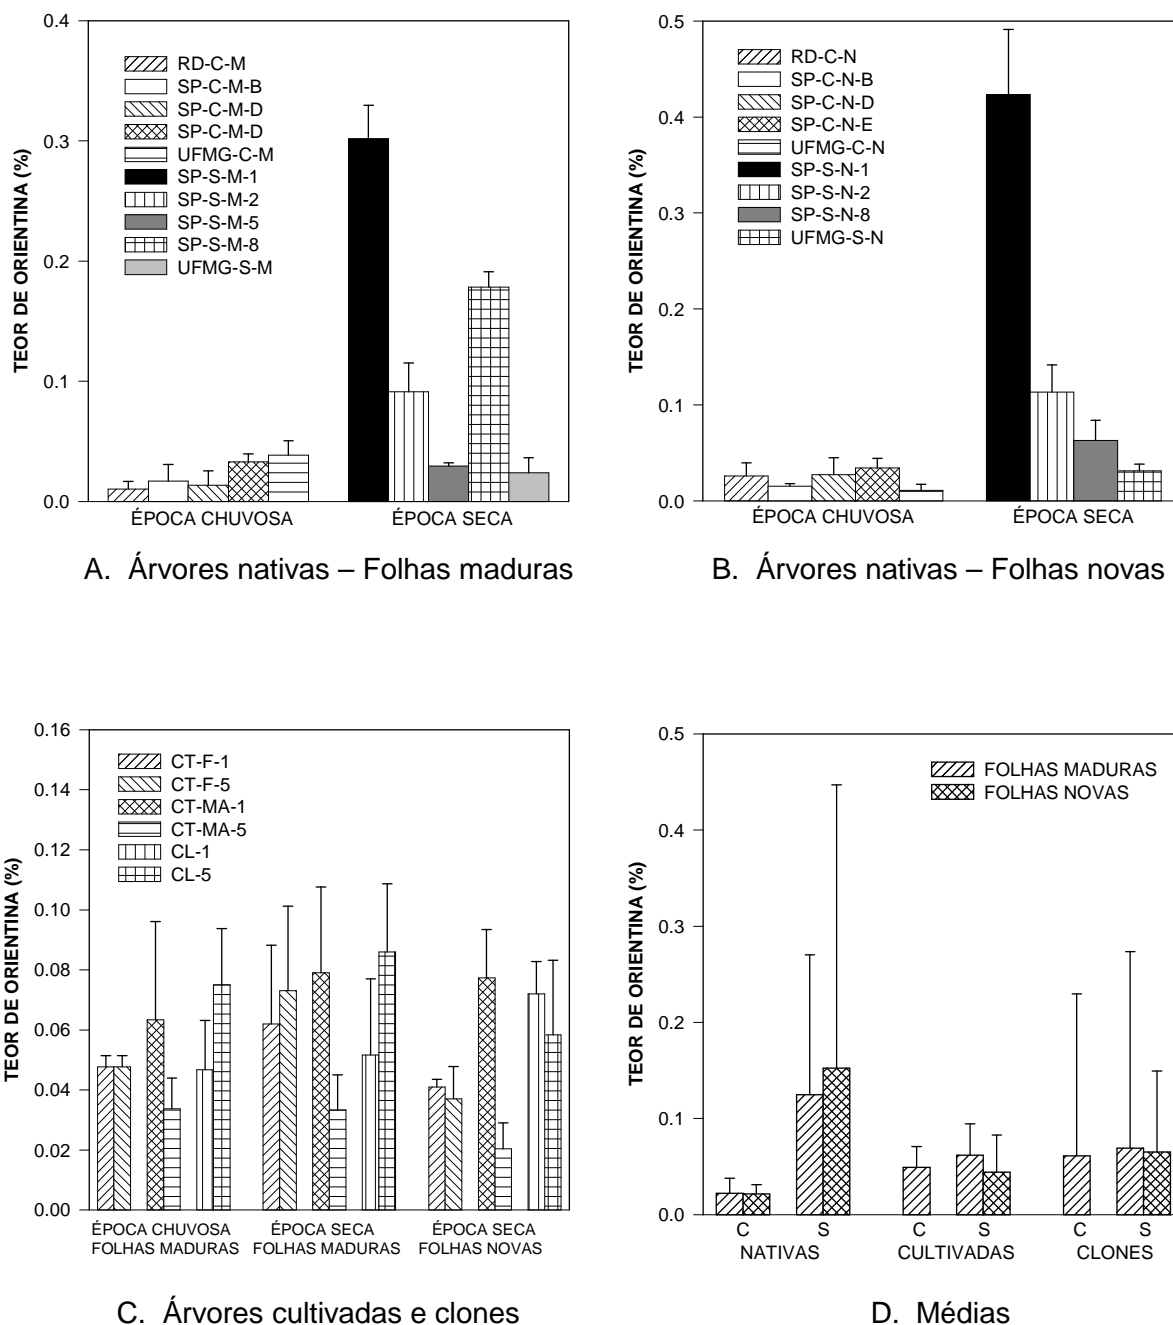 TEOR DE ORIENTINA (%)
0.4
0.3
0.2
0.1
0.0
RD-C-M
SP-C-M-B
SP-C-M-D
SP-C-M-D
UFMG-C-M
SP-S-M-1
SP-S-M-2
SP-S-M-5
SP-S-M-8
UFMG-S-M
ÉPOCA CHUVOSA ÉPOCA SECA
A. Árvores nativas – Folhas maduras
TEOR DE ORIENTINA (%)
0.5
0.4
0.3
0.2
0.1
0.0
RD-C-N
SP-C-N-B
SP-C-N-D
SP-C-N-E
UFMG-C-N
SP-S-N-1
SP-S-N-2
SP-S-N-8
UFMG-S-N
ÉPOCA CHUVOSA ÉPOCA SECA
B. Árvores nativas – Folhas novas
TEOR DE ORIENTINA (%)
0.16
0.14
0.12
0.10
0.08
0.06
0.04
0.02
0.00
CT-F-1
CT-F-5
CT-MA-1
CT-MA-5
CL-1
CL-5
ÉPOCA CHUVOSA ÉPOCA SECA ÉPOCA SECA
FOLHAS MADURAS FOLHAS MADURAS FOLHAS NOVAS
C. Árvores cultivadas e clones
TEOR DE ORIENTINA (%)
0.5
0.4
0.3
0.2
0.1
0.0
FOLHAS MADURAS
FOLHAS NOVAS
C S C S C S
NATIVAS CULTIVADAS CLONES
D. Médias